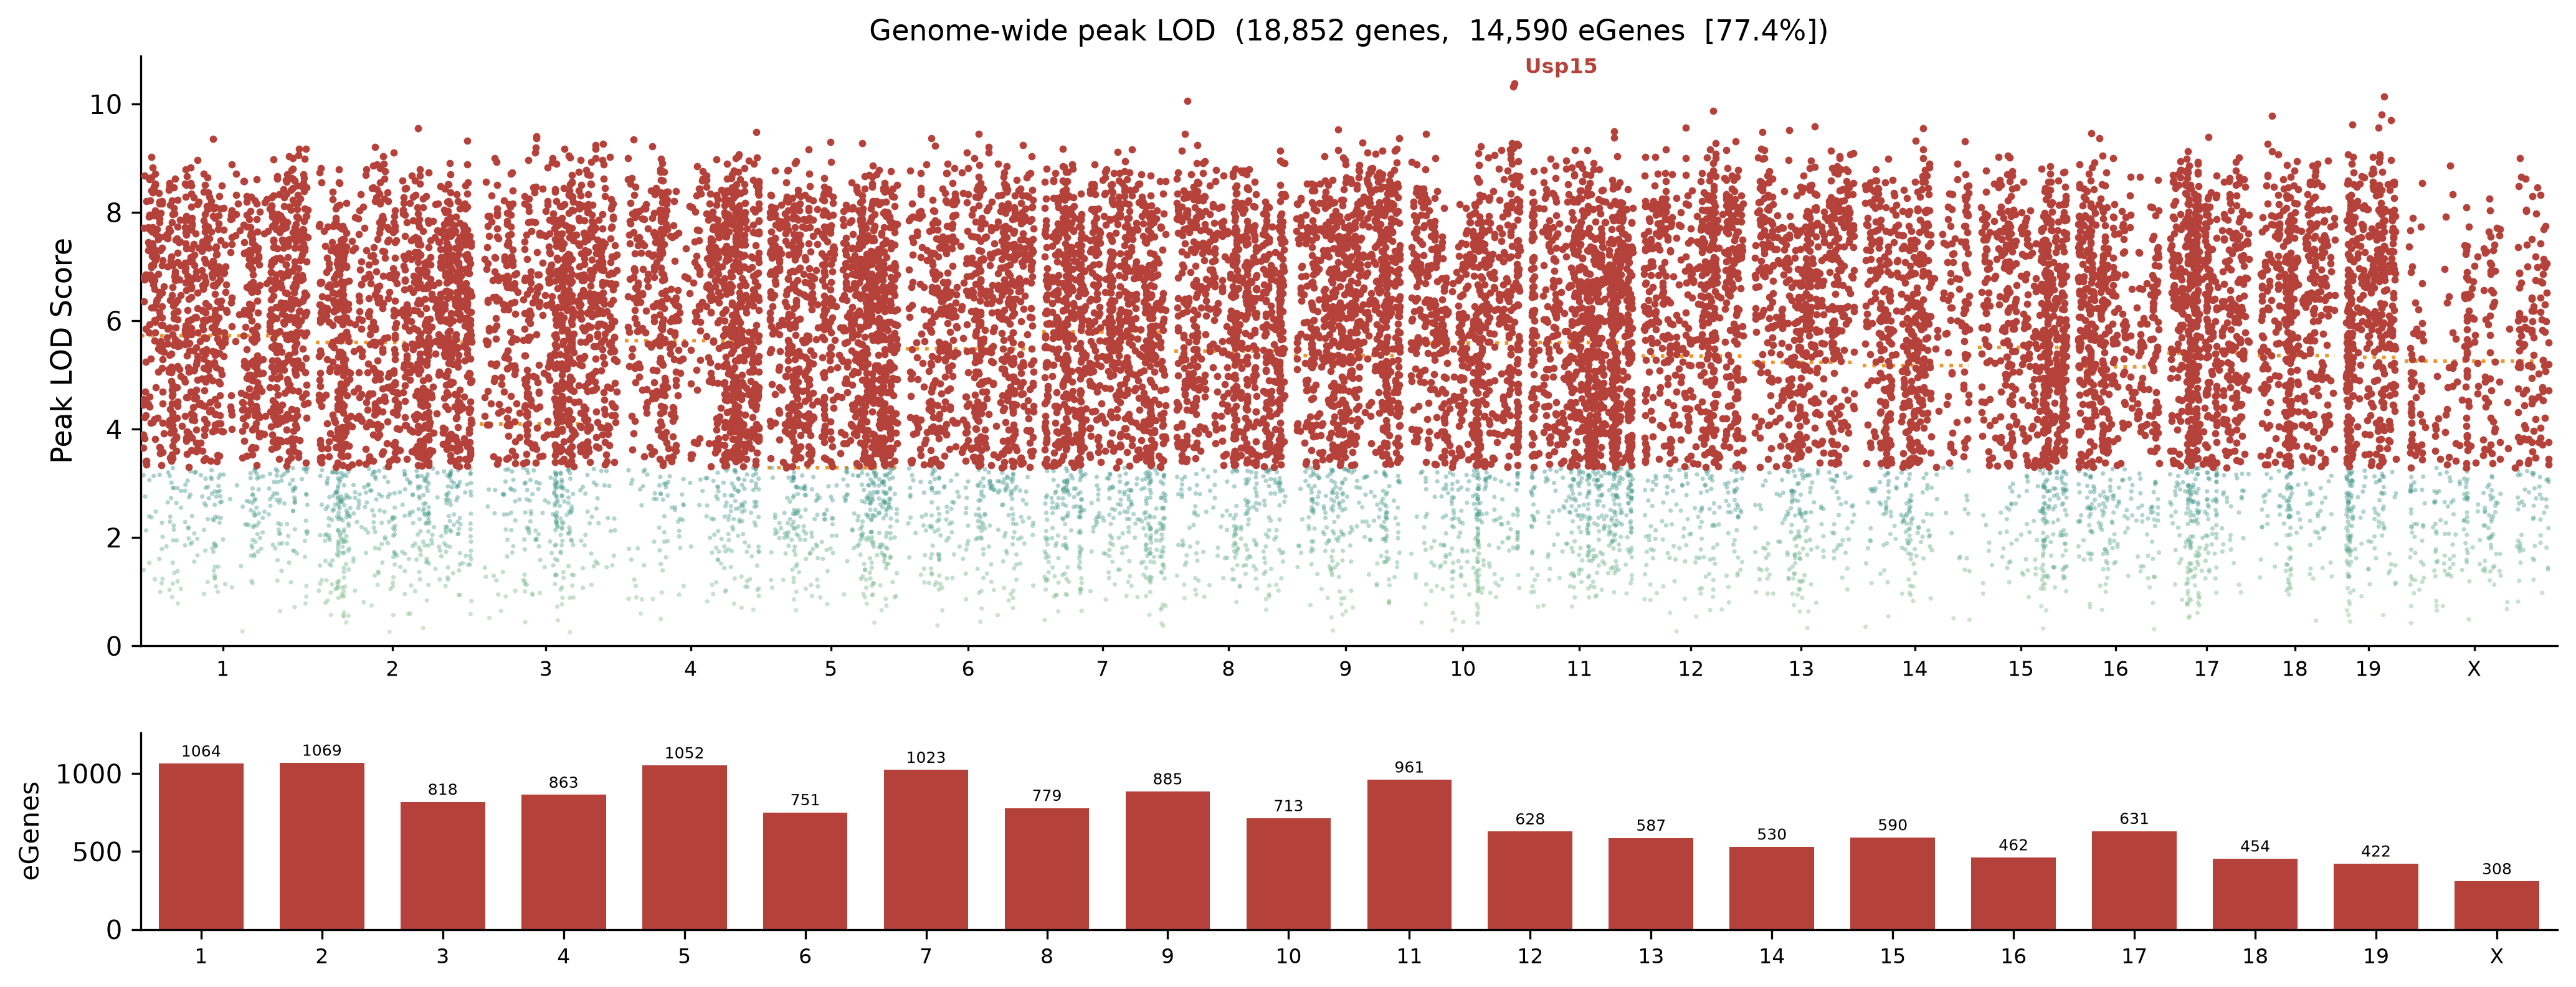 Genome-wide peak LOD (18,852 genes, 14,590 eGenes [77.4%])
Usp15
Peak LOD Score
10
8
6
4
2
0
1 2 3 4 5 6 7 8 9 10 11 12 13 14 15 16 17 18 19 X
eGenes
1000
500
0
1064 1069 818 863 1052 751 1023 779 885 713 961 628 587 530 590 462 631 454 422 308
1 2 3 4 5 6 7 8 9 10 11 12 13 14 15 16 17 18 19 X